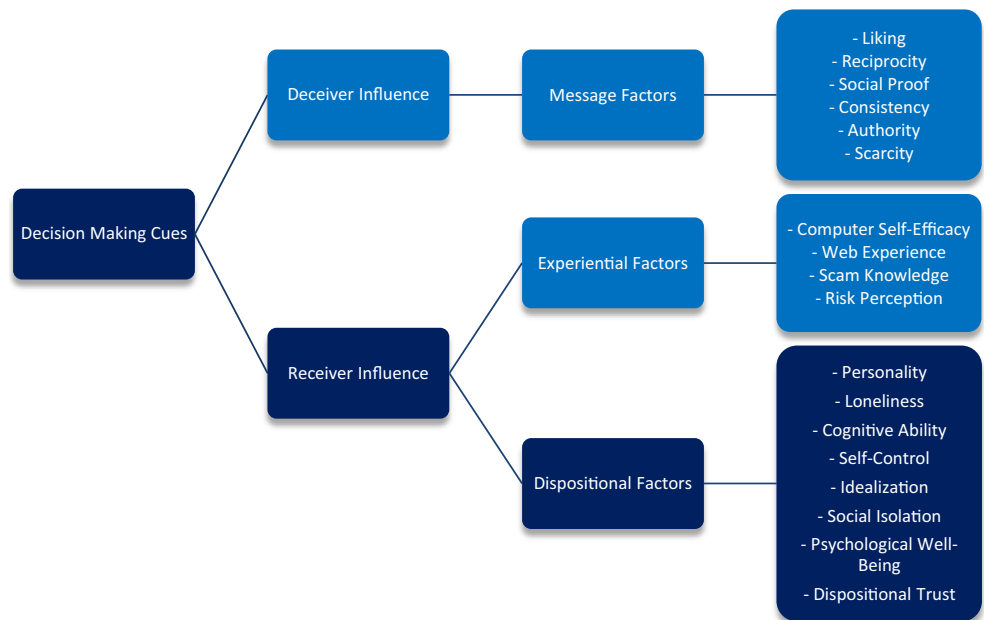 Decision Making Cues
Deceiver Influence
Message Factors
- Liking
- Reciprocity
- Social Proof
- Consistency
- Authority
- Scarcity
Receiver Influence
Experiential Factors
- Computer Self-Efficacy
- Web Experience
- Scam Knowledge
- Risk Perception
Dispositional Factors
- Personality
- Loneliness
- Cognitive Ability
- Self-Control
- Idealization
- Social Isolation
- Psychological Well-
Being
- Dispositional Trust